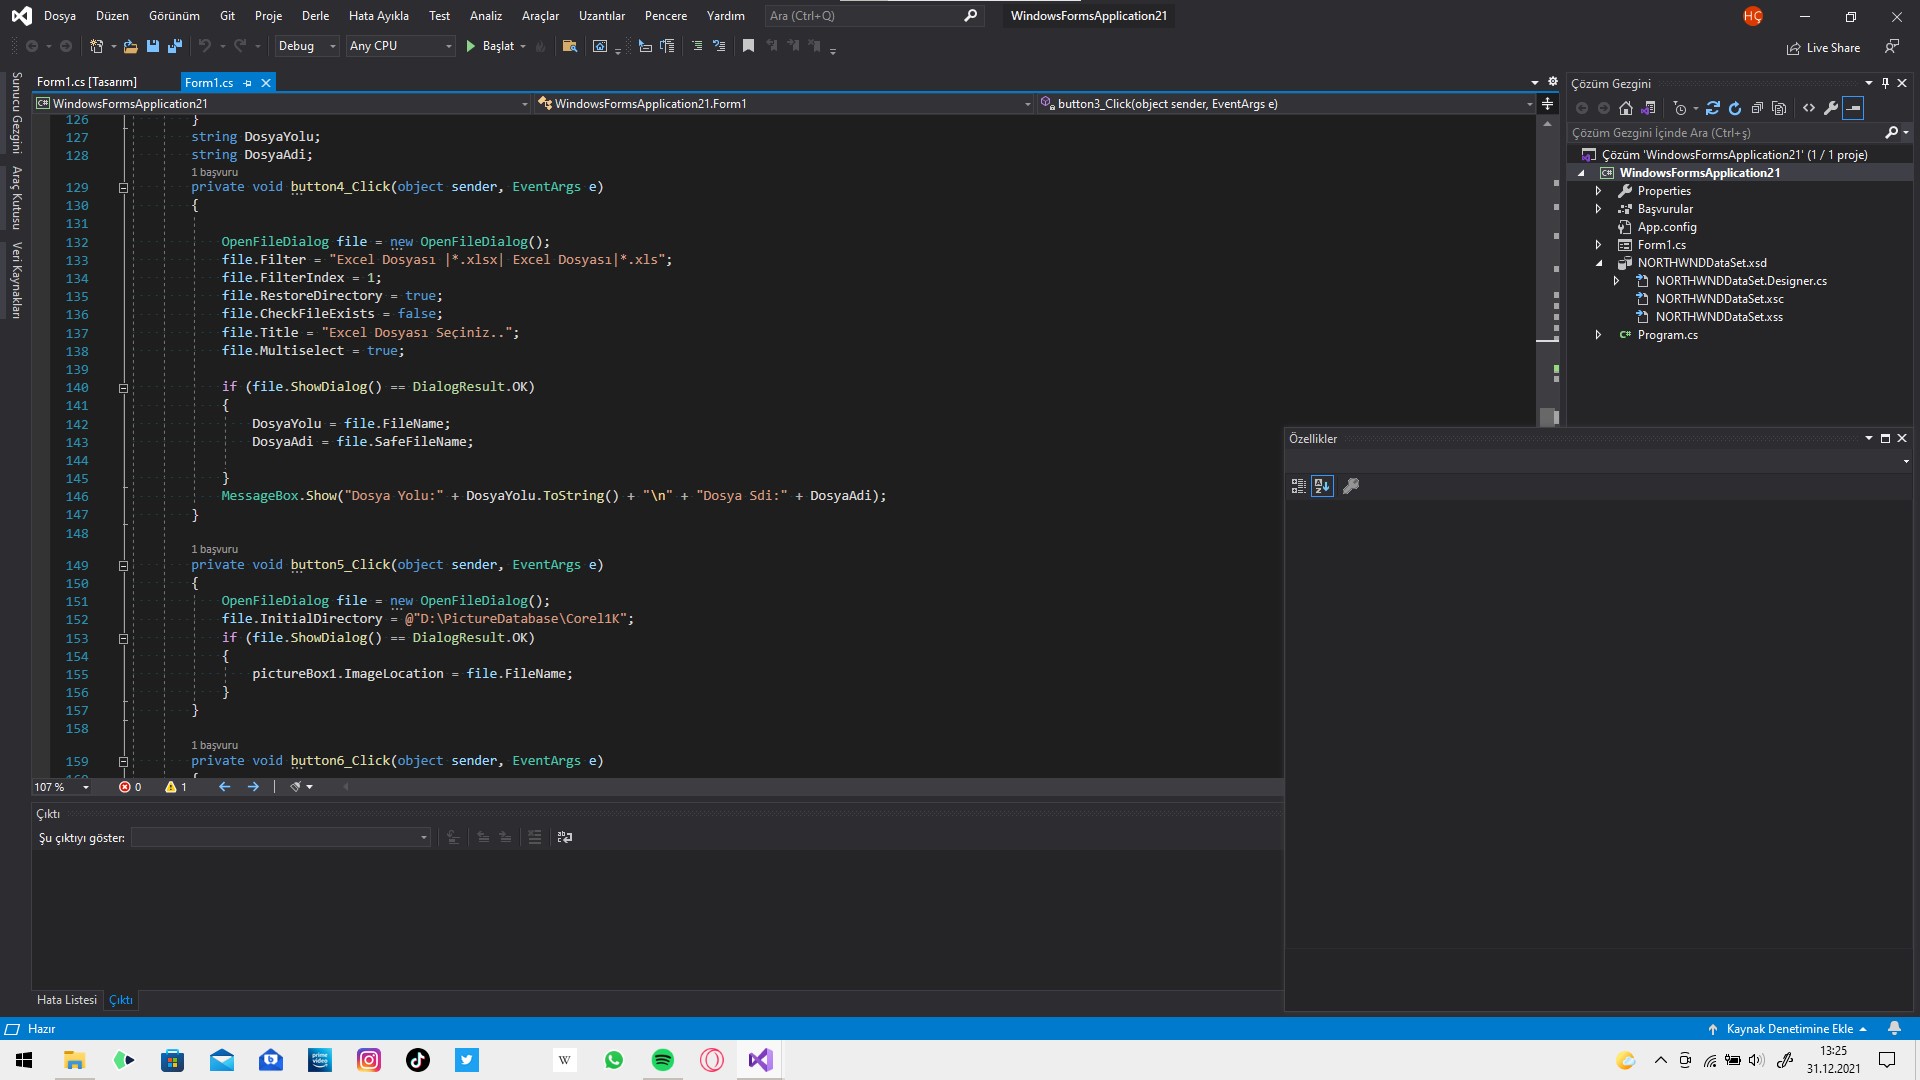 Dosya Düzen Görünüm Git Proje Derle Hata Ayıkla Test Analiz Araçlar Uzantılar Pencere Yardım Ara (Ctrl+Q) WindowsFormsApplication21 HÇ
Debug Any CPU Başlat Live Share
Form1.cs [Tasarım] Form1.cs
WindowsFormsApplication21 WindowsFormsApplication21.Form1 button3_Click(object sender, EventArgs e)
Sunucu Gezgini
Araç Kutusu
Veri Kaynakları
126 }
127 string DosyaYolu;
128 string DosyaAdi;
1 başvuru
129 private void button4_Click(object sender, EventArgs e)
130 {
131
132 OpenFileDialog file = new OpenFileDialog();
133 file.Filter = "Excel Dosyası |*.xlsx| Excel Dosyası|*.xls";
134 file.FilterIndex = 1;
135 file.RestoreDirectory = true;
136 file.CheckFileExists = false;
137 file.Title = "Excel Dosyası Seçiniz..";
138 file.Multiselect = true;
139
140 if (file.ShowDialog() == DialogResult.OK)
141 {
142 DosyaYolu = file.FileName;
143 DosyaAdi = file.SafeFileName;
144
145 }
146 MessageBox.Show("Dosya Yolu:" + DosyaYolu.ToString() + "\n" + "Dosya Sdi:" + DosyaAdi);
147 }
148
1 başvuru
149 private void button5_Click(object sender, EventArgs e)
150 {
151 OpenFileDialog file = new OpenFileDialog();
152 file.InitialDirectory = @"D:\PictureDatabase\Corel1K";
153 if (file.ShowDialog() == DialogResult.OK)
154 {
155 pictureBox1.ImageLocation = file.FileName;
156 }
157 }
158
1 başvuru
159 private void button6_Click(object sender, EventArgs e)
160 {
107 % 0 1
Çıktı
Şu çıktıyı göster:
Hata Listesi Çıktı
Çözüm Gezgini
Çözüm Gezgini İçinde Ara (Ctrl+ş)
Çözüm 'WindowsFormsApplication21' (1 / 1 proje)
C# WindowsFormsApplication21
Properties
Başvurular
App.config
Form1.cs
NORTHWNDDataSet.xsd
NORTHWNDDataSet.Designer.cs
NORTHWNDDataSet.xsc
NORTHWNDDataSet.xss
C# Program.cs
Özellikler
Hazır Kaynak Denetimine Ekle
prime video
W
13:25
31.12.2021